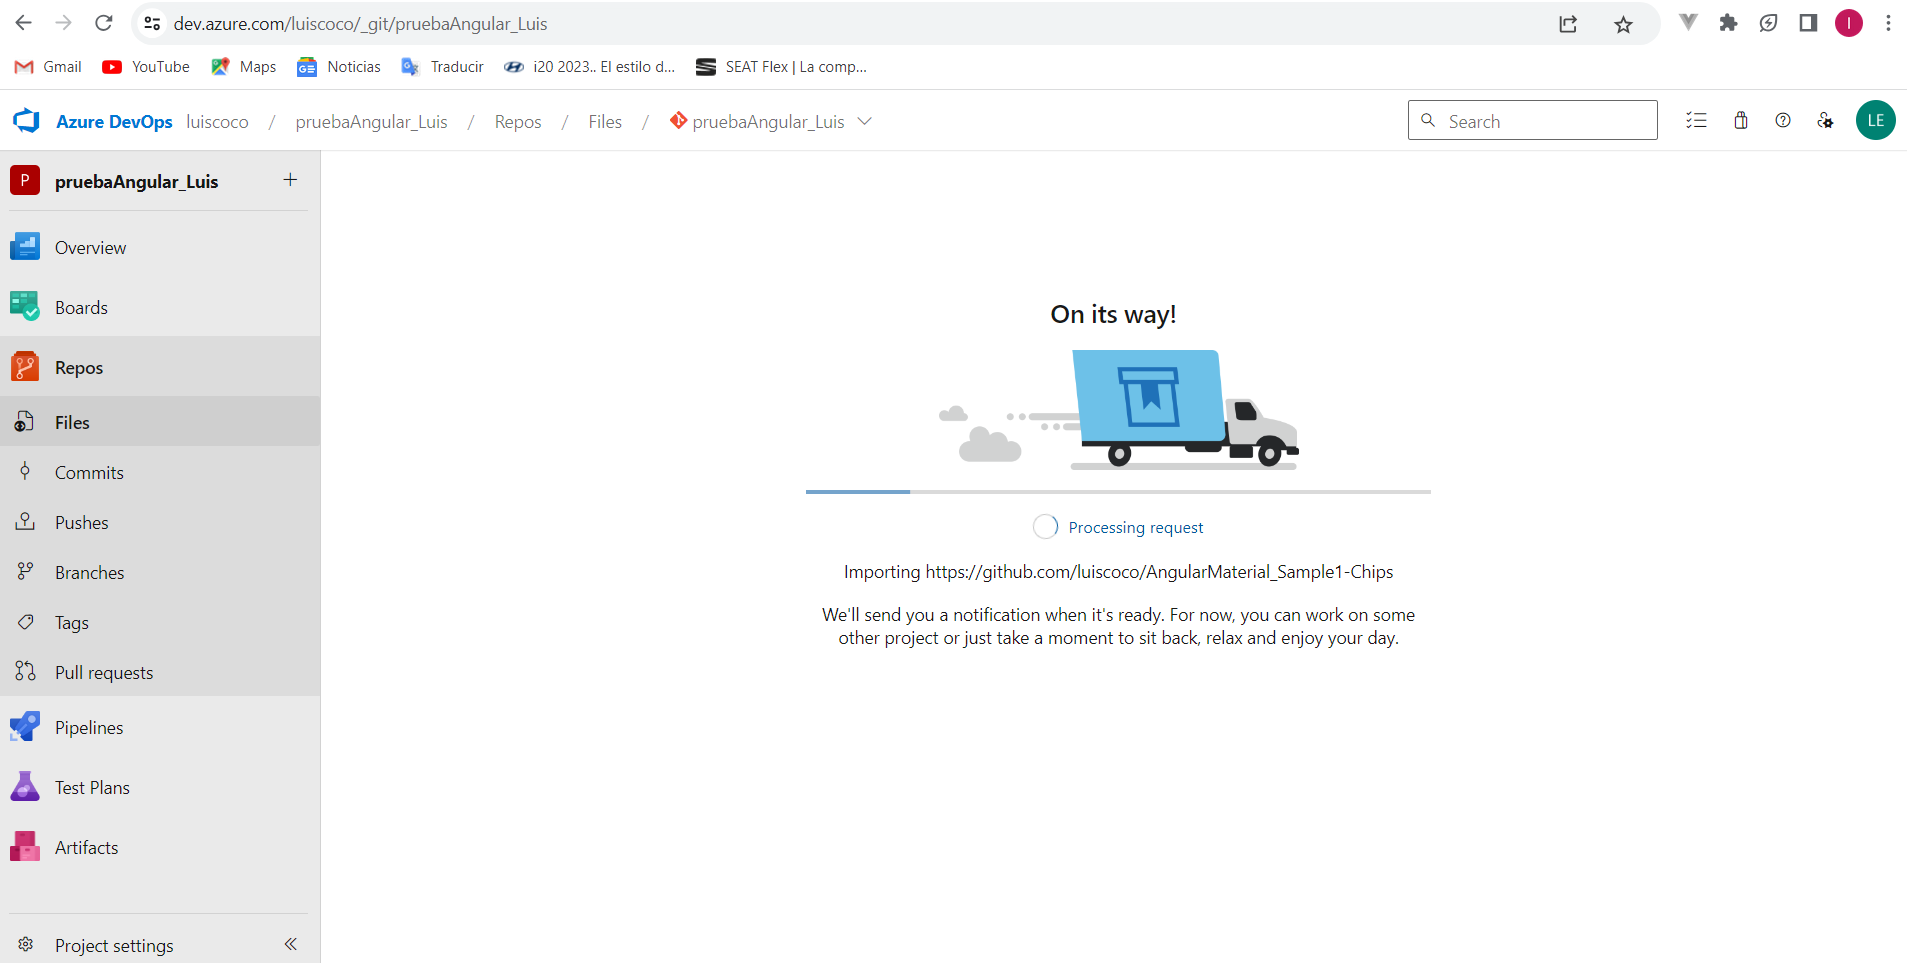 dev.azure.com/luiscoco/_git/pruebaAngular_Luis
I
Gmail YouTube Maps Noticias Traducir i20 2023.. El estilo d... SEAT Flex | La comp...
Azure DevOps luiscoco / pruebaAngular_Luis / Repos / Files / pruebaAngular_Luis Search LE
P pruebaAngular_Luis +
Overview
Boards
Repos
Files
Commits
Pushes
Branches
Tags
Pull requests
Pipelines
Test Plans
Artifacts
Project settings
On its way!
Processing request
Importing https://github.com/luiscoco/AngularMaterial_Sample1-Chips
We'll send you a notification when it's ready. For now, you can work on some
other project or just take a moment to sit back, relax and enjoy your day.